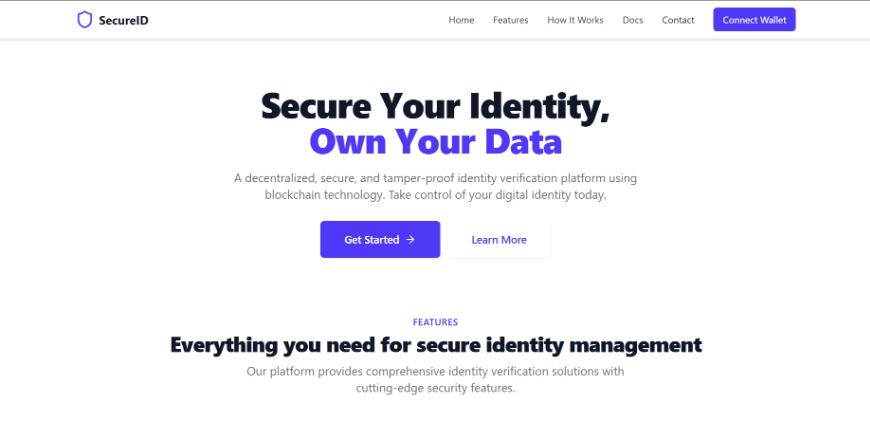 SecureID
Home Features How It Works Docs Contact Connect Wallet
Secure Your Identity,
Own Your Data
A decentralized, secure, and tamper-proof identity verification platform using
blockchain technology. Take control of your digital identity today.
Get Started → Learn More
FEATURES
Everything you need for secure identity management
Our platform provides comprehensive identity verification solutions with
cutting-edge security features.